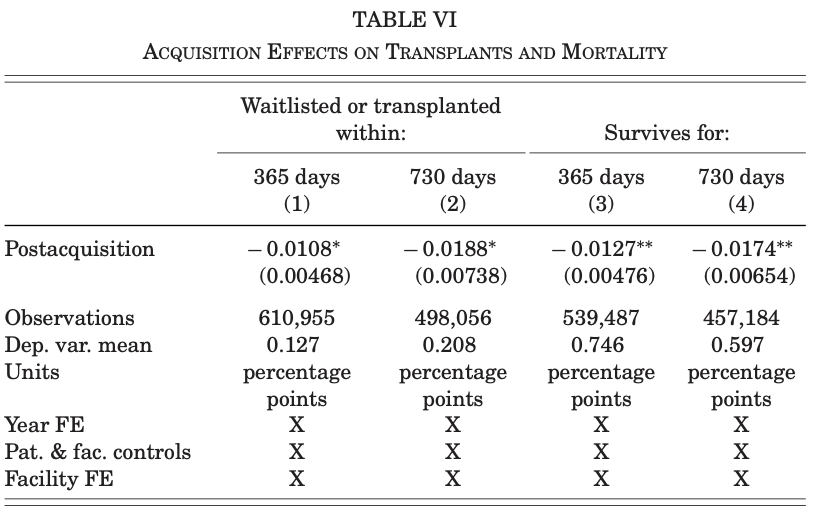 TABLE VI
ACQUISITION EFFECTS ON TRANSPLANTS AND MORTALITY
Waitlisted or transplanted within: Survives for:
365 days 730 days 365 days 730 days
(1) (2) (3) (4)
Postacquisition −0.0108* −0.0188* −0.0127** −0.0174**
(0.00468) (0.00738) (0.00476) (0.00654)
Observations 610,955 498,056 539,487 457,184
Dep. var. mean 0.127 0.208 0.746 0.597
Units percentage points percentage points percentage points percentage points
Year FE X X X X
Pat. & fac. controls X X X X
Facility FE X X X X